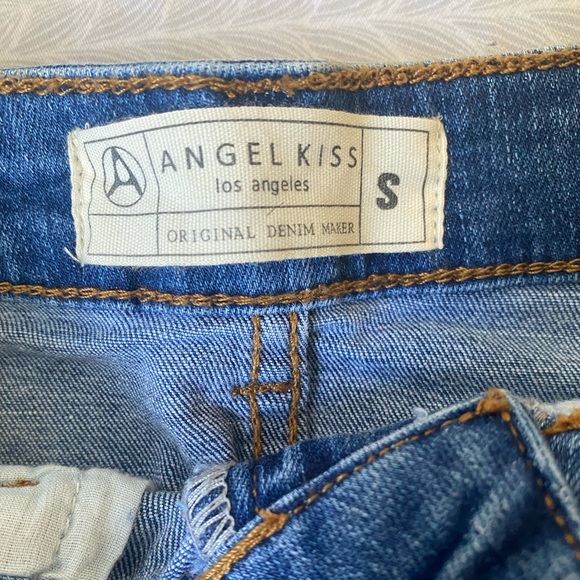 A
ANGEL KISS
los angeles
S
ORIGINAL DENIM MAKER